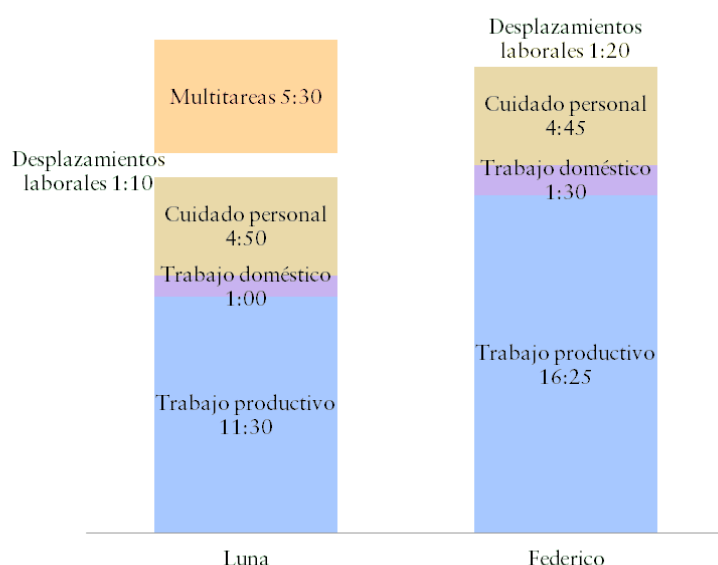 Multitareas 5:30
Desplazamientos
laborales 1:10
Cuidado personal
4:50
Trabajo doméstico
1:00
Trabajo productivo
11:30
Luna
Desplazamientos
laborales 1:20
Cuidado personal
4:45
Trabajo doméstico
1:30
Trabajo productivo
16:25
Federico